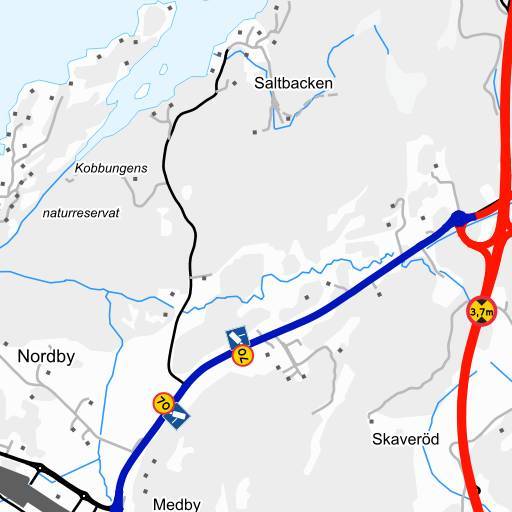 Saltbacken
Kobbungens
naturreservat
3,7m
Nordby
70
70
Skaveröd
Medby